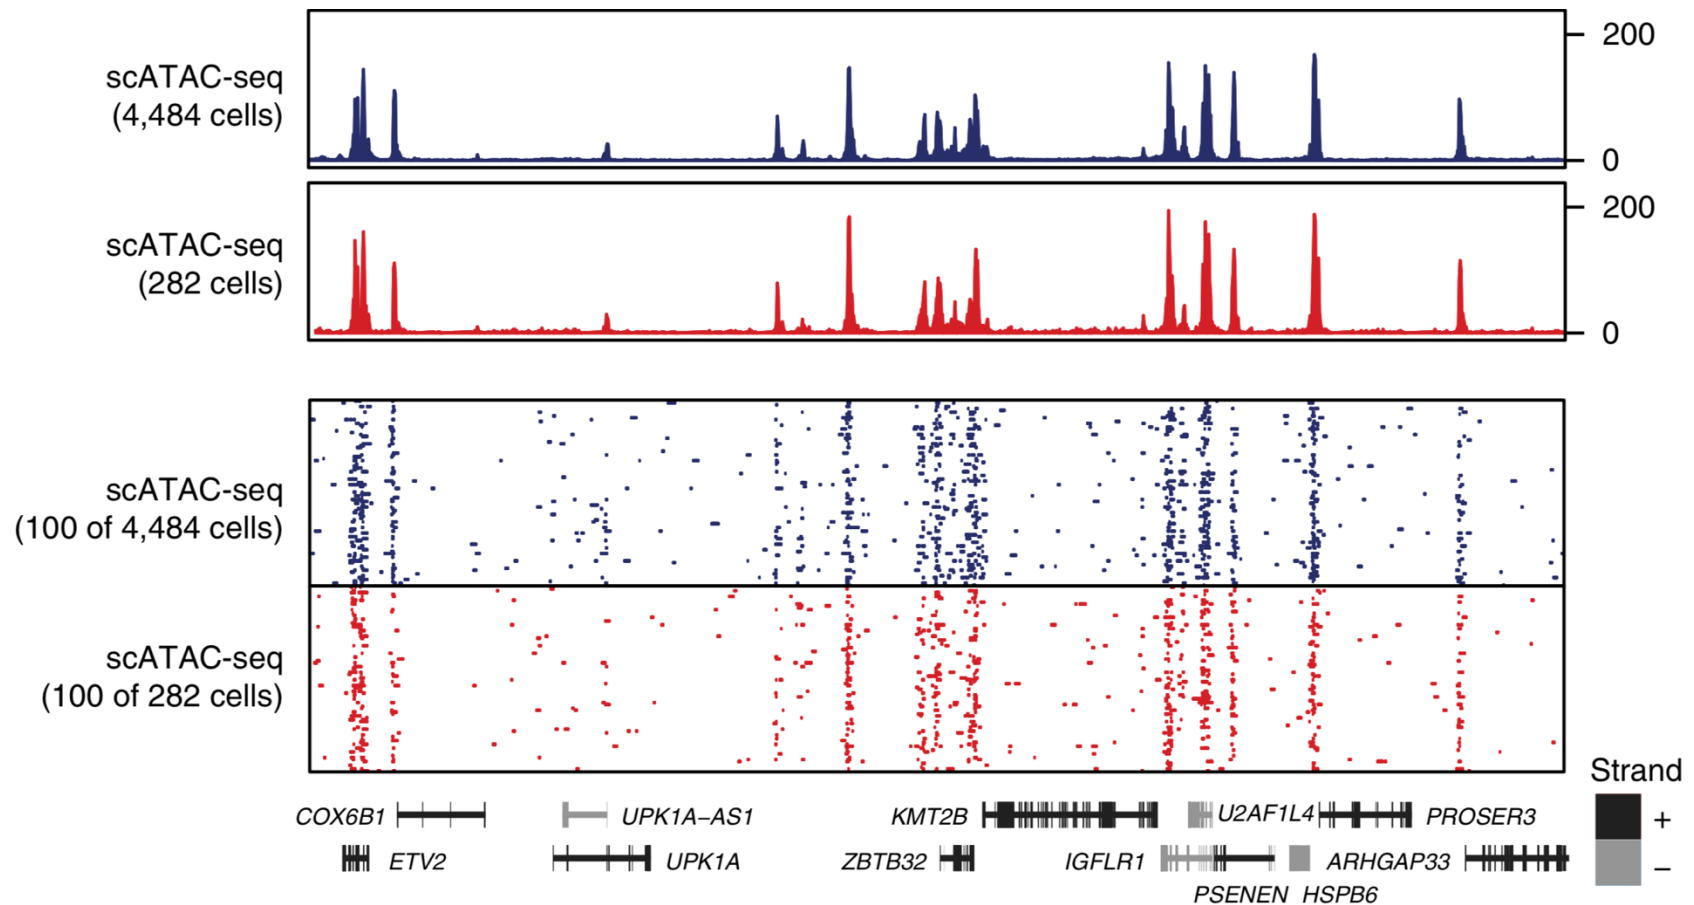 200
scATAC-seq
(4,484 cells)
0
200
scATAC-seq
(282 cells)
0
scATAC-seq
(100 of 4,484 cells)
scATAC-seq
(100 of 282 cells)
Strand
+
−
COX6B1 UPK1A−AS1 KMT2B U2AF1L4 PROSER3
ETV2 UPK1A ZBTB32 IGFLR1 ARHGAP33
PSENEN HSPB6